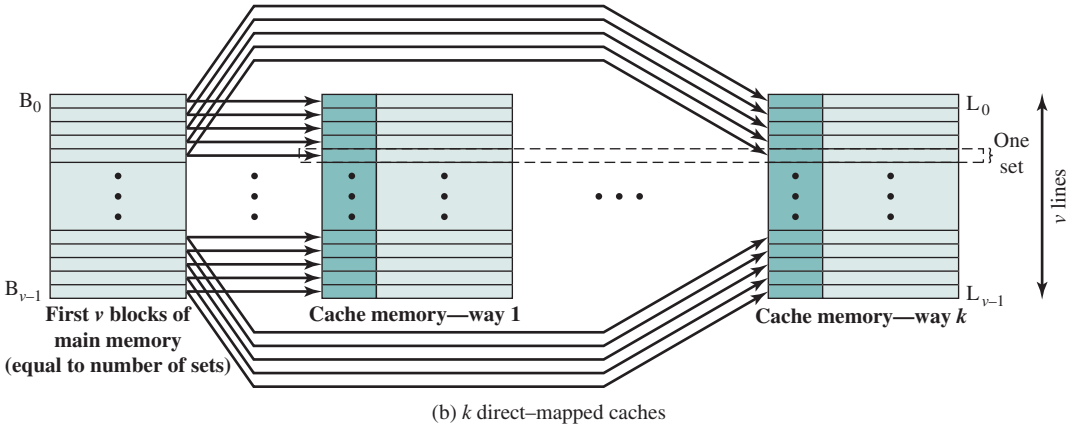 B0
L0
One
set
v lines
Bv–1
Lv–1
First v blocks of
main memory
(equal to number of sets)
Cache memory—way 1
Cache memory—way k
(b) k direct–mapped caches